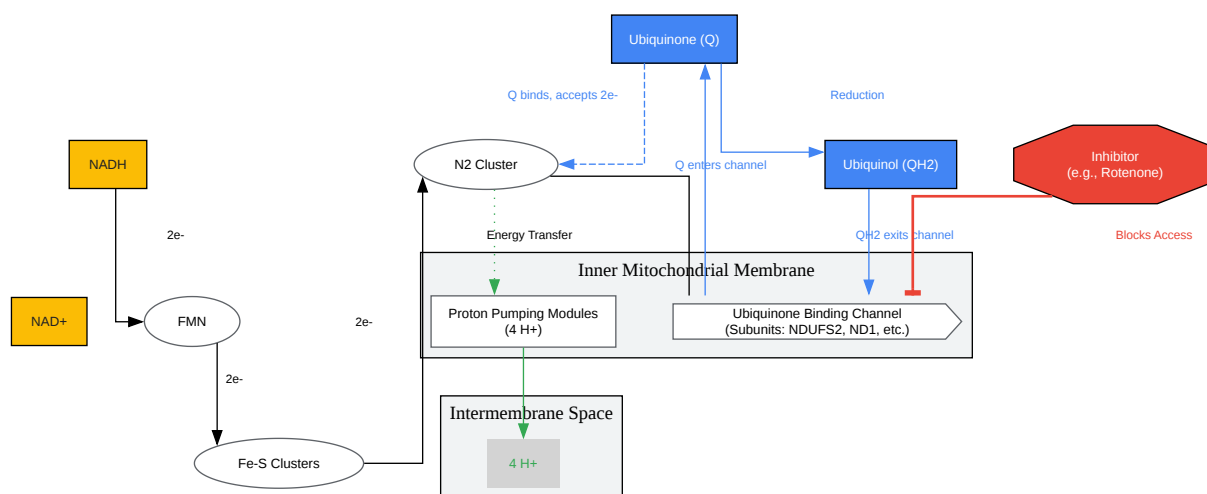 Ubiquinone (Q)
Q binds, accepts 2e-
Reduction
NADH
N2 Cluster
Q enters channel
Ubiquinol (QH2)
Inhibitor
(e.g., Rotenone)
2e-
Energy Transfer
QH2 exits channel
Blocks Access
Inner Mitochondrial Membrane
NAD+
FMN
2e-
Proton Pumping Modules
(4 H+)
Ubiquinone Binding Channel
(Subunits: NDUFS2, ND1, etc.)
2e-
Intermembrane Space
Fe-S Clusters
4 H+